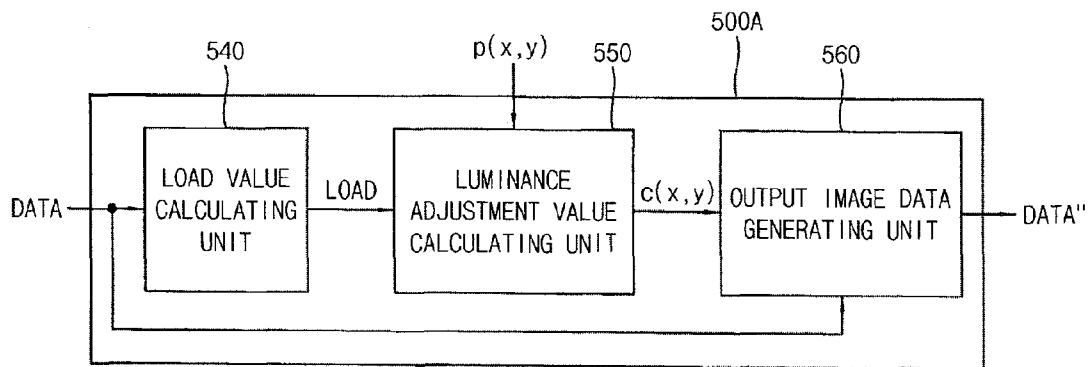 500A
540
p(x,y)
550
560
DATA
LOAD VALUE
CALCULATING
UNIT
LOAD
LUMINANCE
ADJUSTMENT VALUE
CALCULATING UNIT
c(x,y)
OUTPUT IMAGE DATA
GENERATING UNIT
DATA"